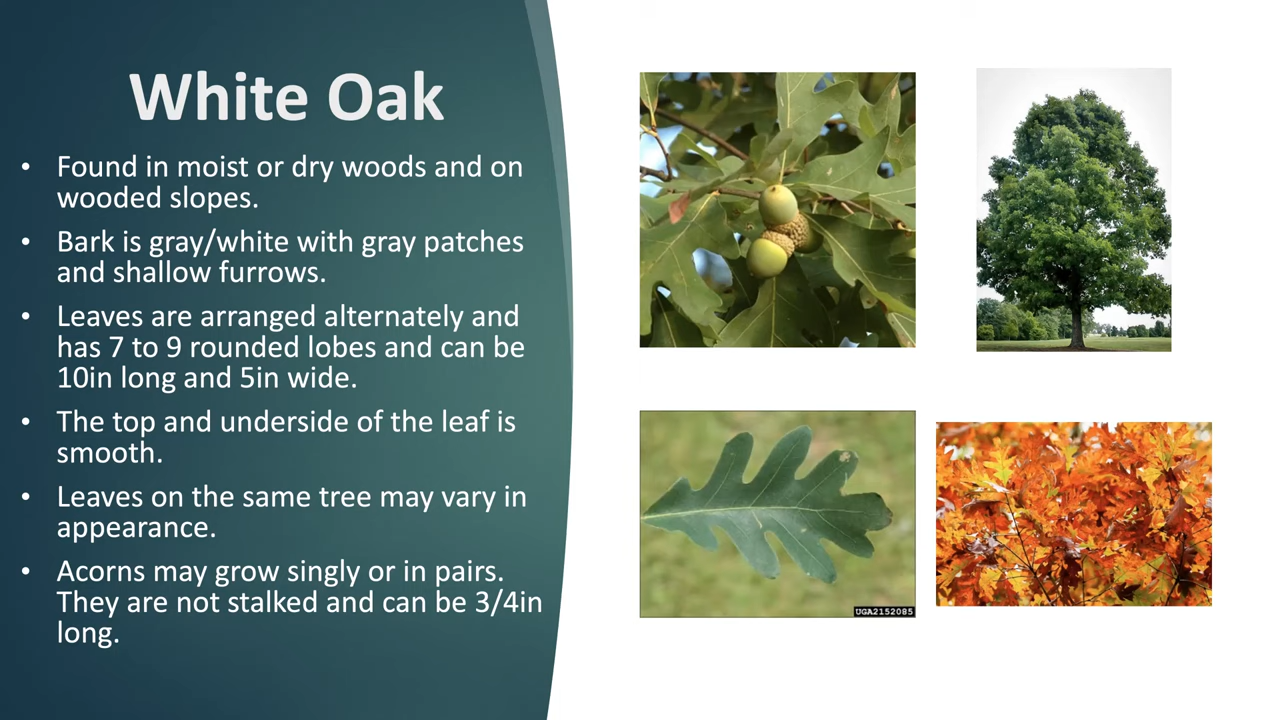 White Oak
• Found in moist or dry woods and on
wooded slopes.
• Bark is gray/white with gray patches
and shallow furrows.
• Leaves are arranged alternately and
has 7 to 9 rounded lobes and can be
10in long and 5in wide.
• The top and underside of the leaf is
smooth.
• Leaves on the same tree may vary in
appearance.
• Acorns may grow singly or in pairs.
They are not stalked and can be 3/4in
long.
UGA2152085